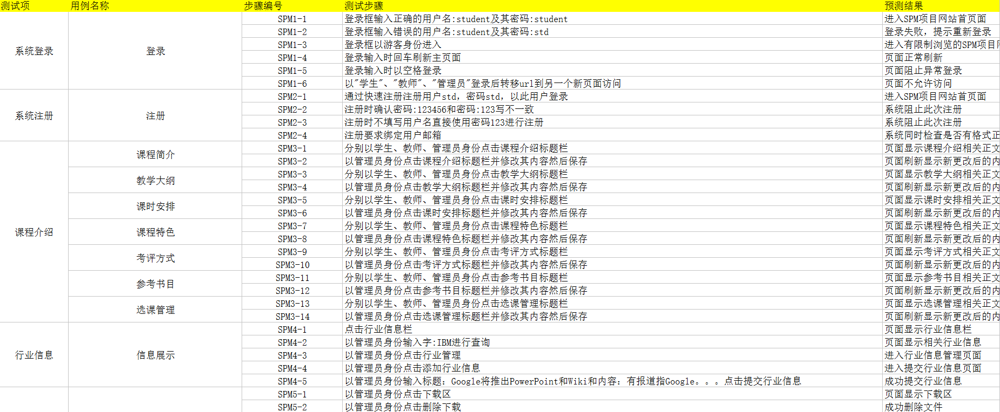 测试项 用例名称 步骤编号 测试步骤 预测结果
SPM1-1 登录框输入正确的用户名:student及其密码:student 进入SPM项目网站首页面
SPM1-2 登录框输入错误的用户名:student及其密码:std 登录失败，提示重新登录
系统登录 登录 SPM1-3 登录框以游客身份进入 进入有限制浏览的SPM项目
SPM1-4 登录输入时回车刷新主页面 页面正常刷新
SPM1-5 登录输入时以空格登录 页面阻止异常登录
SPM1-6 以"学生"、"教师"、"管理员"登录后转移url到另一个新页面访问 页面不允许访问
SPM2-1 通过快速注册注册用户std，密码std，以此用户登录 进入SPM项目网站首页面
系统注册 注册 SPM2-2 注册时确认密码:123456和密码:123写不一致 系统阻止此次注册
SPM2-3 注册时不填写用户名直接使用密码123进行注册 系统阻止此次注册
SPM2-4 注册要求绑定用户邮箱 系统同时检查是否有格式正
课程简介 SPM3-1 分别以学生、教师、管理员身份点击课程介绍标题栏 页面显示课程介绍相关正文
SPM3-2 以管理员身份点击课程介绍标题栏并修改其内容然后保存 页面刷新显示新更改后的内
教学大纲 SPM3-3 分别以学生、教师、管理员身份点击教学大纲标题栏 页面显示教学大纲相关正文
SPM3-4 以管理员身份点击教学大纲标题栏并修改其内容然后保存 页面刷新显示新更改后的内
课时安排 SPM3-5 分别以学生、教师、管理员身份点击课时安排标题栏 页面显示课时安排相关正文
SPM3-6 以管理员身份点击课时安排标题栏并修改其内容然后保存 页面刷新显示新更改后的内
课程介绍 课程特色 SPM3-7 分别以学生、教师、管理员身份点击课程特色标题栏 页面显示课程特色相关正文
SPM3-8 以管理员身份点击课程特色标题栏并修改其内容然后保存 页面刷新显示新更改后的内
考评方式 SPM3-9 分别以学生、教师、管理员身份点击考评方式标题栏 页面显示考评方式相关正文
SPM3-10 以管理员身份点击考评方式标题栏并修改其内容然后保存 页面刷新显示新更改后的内
参考书目 SPM3-11 分别以学生、教师、管理员身份点击参考书目标题栏 页面显示参考书目相关正文
SPM3-12 以管理员身份点击参考书目标题栏并修改其内容然后保存 页面刷新显示新更改后的内
选课管理 SPM3-13 分别以学生、教师、管理员身份点击选课管理标题栏 页面显示选课管理相关正文
SPM3-14 以管理员身份点击选课管理标题栏并修改其内容然后保存 页面刷新显示新更改后的内
SPM4-1 点击行业信息栏 页面显示行业信息栏
SPM4-2 以管理员身份输入字:IBM进行查询 页面显示相关行业信息
行业信息 信息展示 SPM4-3 以管理员身份点击行业管理 进入行业信息管理页面
SPM4-4 以管理员身份点击添加行业信息 进入提交行业信息页面
SPM4-5 以管理员身份输入标题：Google将推出PowerPoint和Wiki和内容：有报道指Google。。。点击提交行业信息 成功提交行业信息
SPM5-1 以管理员身份点击下载区 页面显示下载区
SPM5-2 以管理员身份点击删除下载 成功删除文件